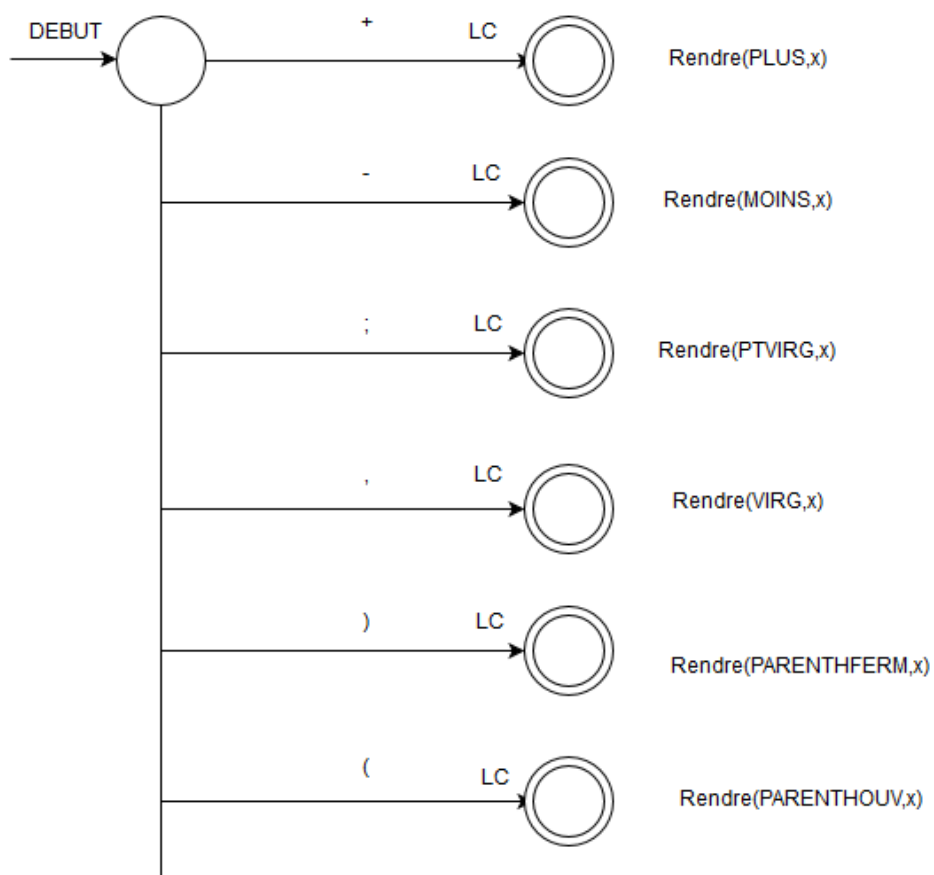 DEBUT
+
LC
Rendre(PLUS,x)
-
LC
Rendre(MOINS,x)
;
LC
Rendre(PTVIRG,x)
,
LC
Rendre(VIRG,x)
)
LC
Rendre(PARENTHFERM,x)
(
LC
Rendre(PARENTHOUV,x)